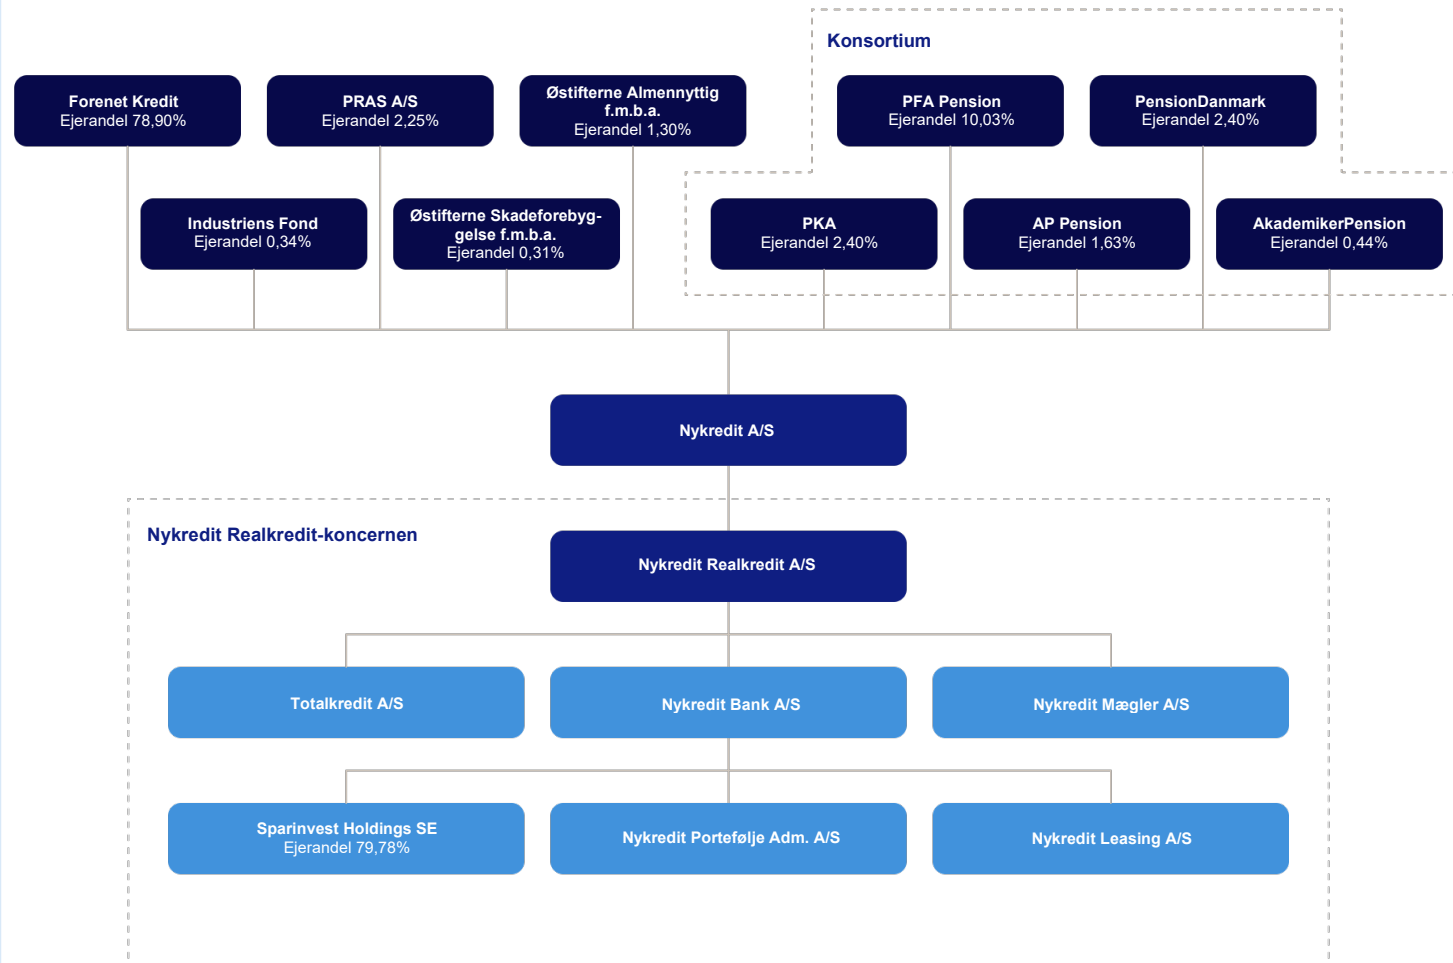 Konsortium
Forenet Kredit
Ejerandel 78,90%
PRAS A/S
Ejerandel 2,25%
Østifterne Almennyttig
f.m.b.a.
Ejerandel 1,30%
PFA Pension
Ejerandel 10,03%
PensionDanmark
Ejerandel 2,40%
Industriens Fond
Ejerandel 0,34%
Østifterne Skadeforebyg-
gelse f.m.b.a.
Ejerandel 0,31%
PKA
Ejerandel 2,40%
AP Pension
Ejerandel 1,63%
AkademikerPension
Ejerandel 0,44%
Nykredit A/S
Nykredit Realkredit-koncernen
Nykredit Realkredit A/S
Totalkredit A/S
Nykredit Bank A/S
Nykredit Mægler A/S
Sparinvest Holdings SE
Ejerandel 79,78%
Nykredit Portefølje Adm. A/S
Nykredit Leasing A/S